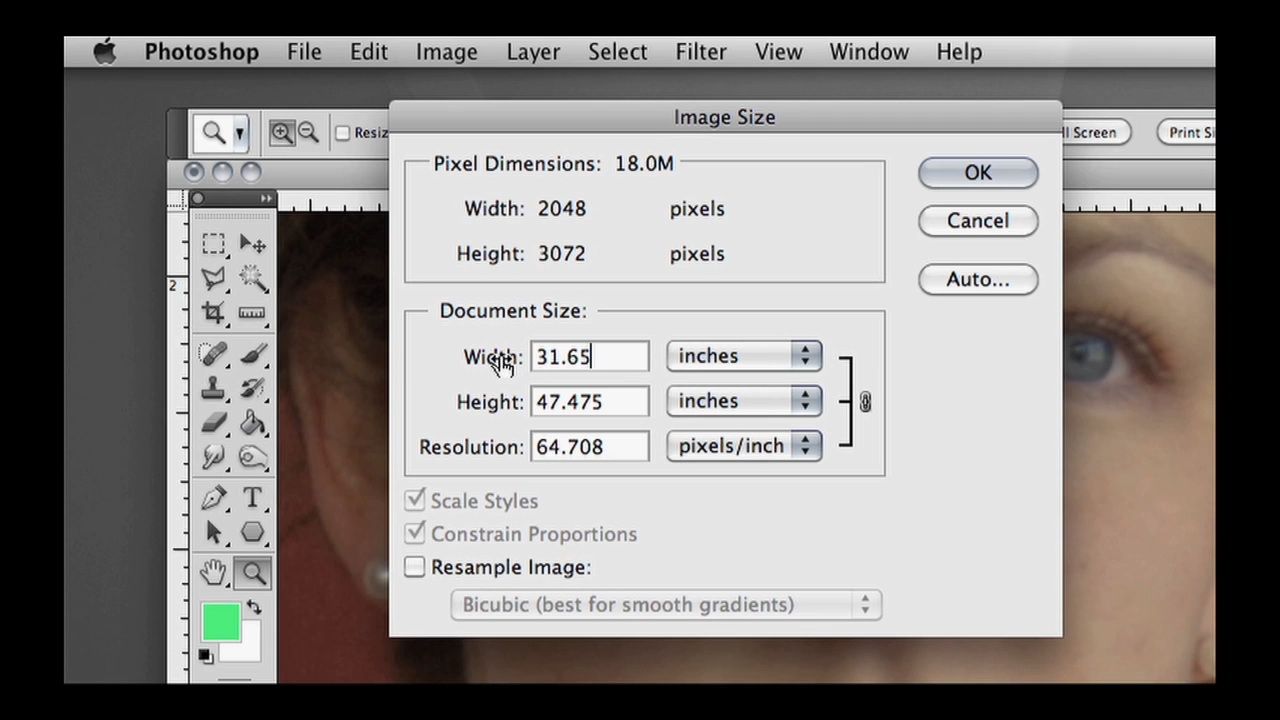 Photoshop File Edit Image Layer Select Filter View Window Help
Image Size
Resiz
ll Screen
Print Si
Pixel Dimensions: 18.0M
Width: 2048 pixels
Height: 3072 pixels
OK
Cancel
Auto...
2
Document Size:
Width: 31.65 inches
Height: 47.475 inches
Resolution: 64.708 pixels/inch
Scale Styles
Constrain Proportions
Resample Image:
Bicubic (best for smooth gradients)
T